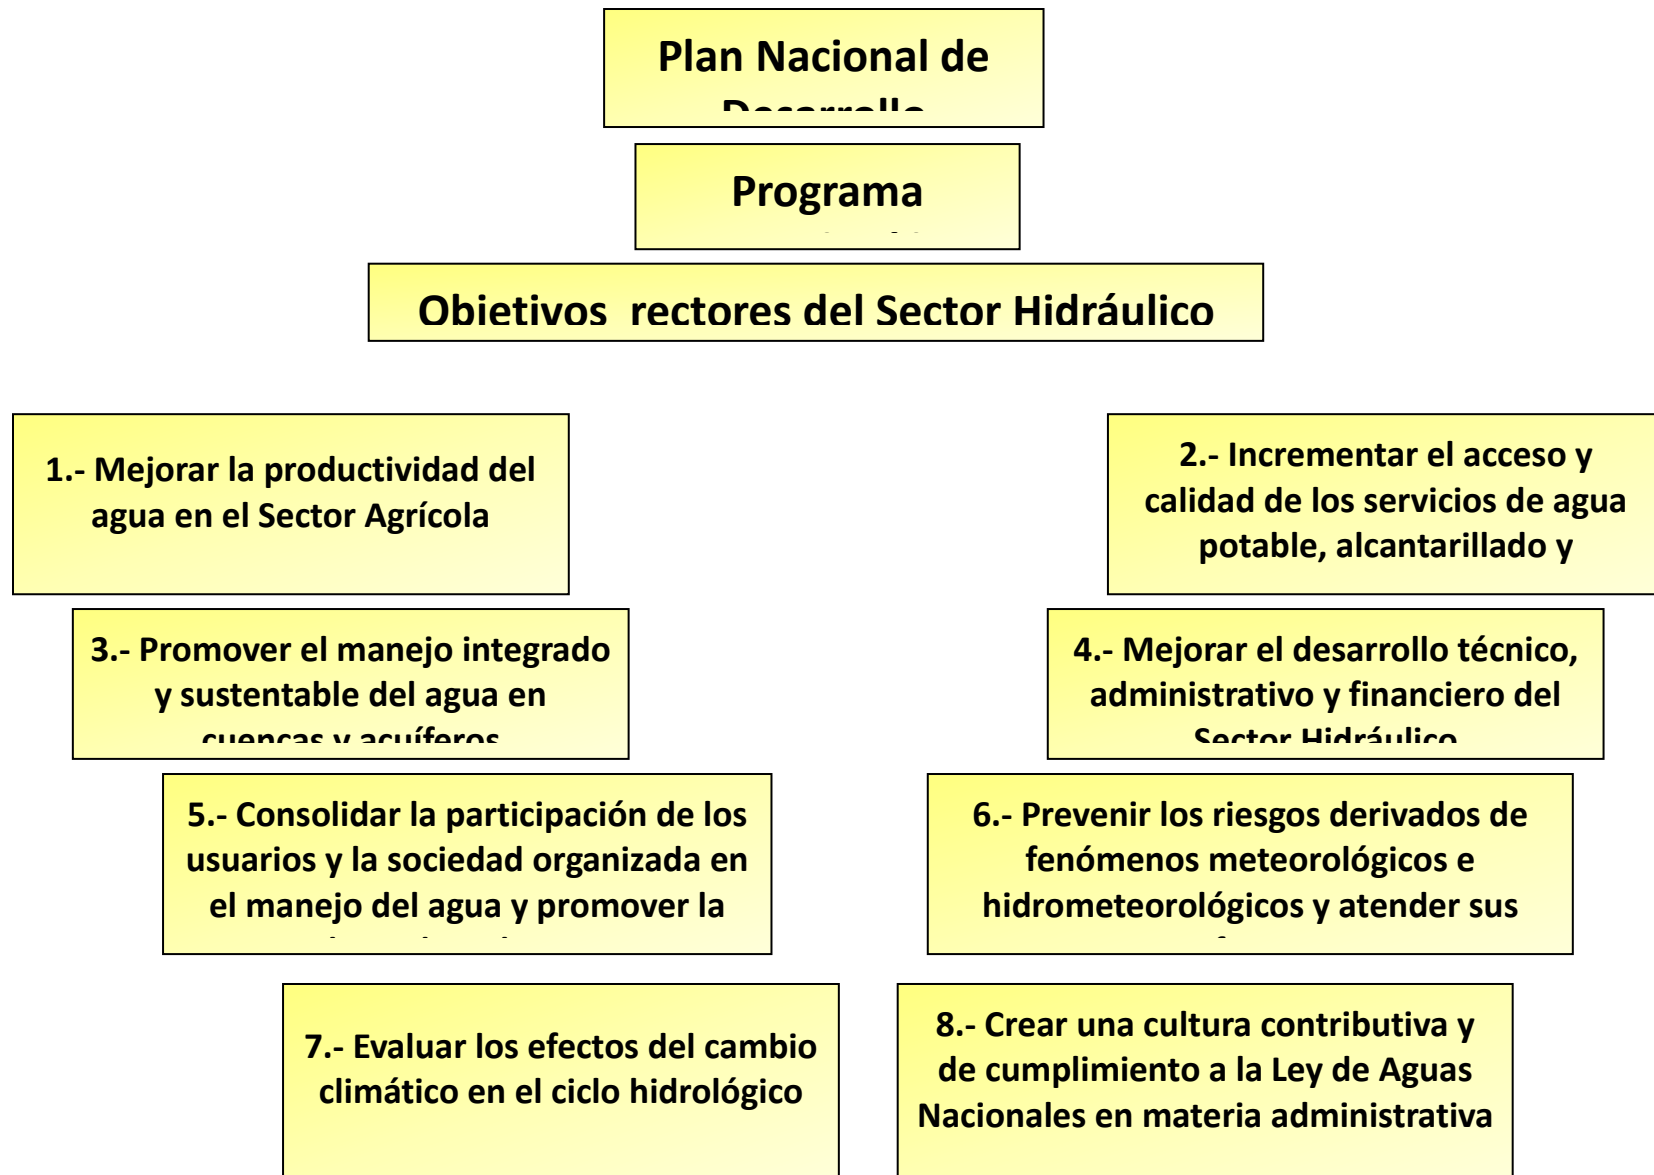 Plan Nacional de
Desarrollo
Programa
Objetivos rectores del Sector Hidráulico
1.- Mejorar la productividad del
agua en el Sector Agrícola
2.- Incrementar el acceso y
calidad de los servicios de agua
potable, alcantarillado y
3.- Promover el manejo integrado
y sustentable del agua en
cuencas y acuíferos
4.- Mejorar el desarrollo técnico,
administrativo y financiero del
Sector Hidráulico
5.- Consolidar la participación de los
usuarios y la sociedad organizada en
el manejo del agua y promover la
6.- Prevenir los riesgos derivados de
fenómenos meteorológicos e
hidrometeorológicos y atender sus
7.- Evaluar los efectos del cambio
climático en el ciclo hidrológico
8.- Crear una cultura contributiva y
de cumplimiento a la Ley de Aguas
Nacionales en materia administrativa